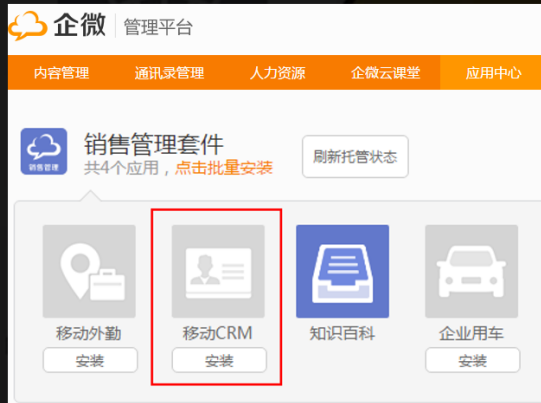 企微 管理平台
内容管理 通讯录管理 人力资源 企微云课堂 应用中心
销售管理
销售管理套件
共4个应用，点击批量安装
刷新托管状态
移动外勤 移动CRM 知识百科 企业用车
安装 安装 安装